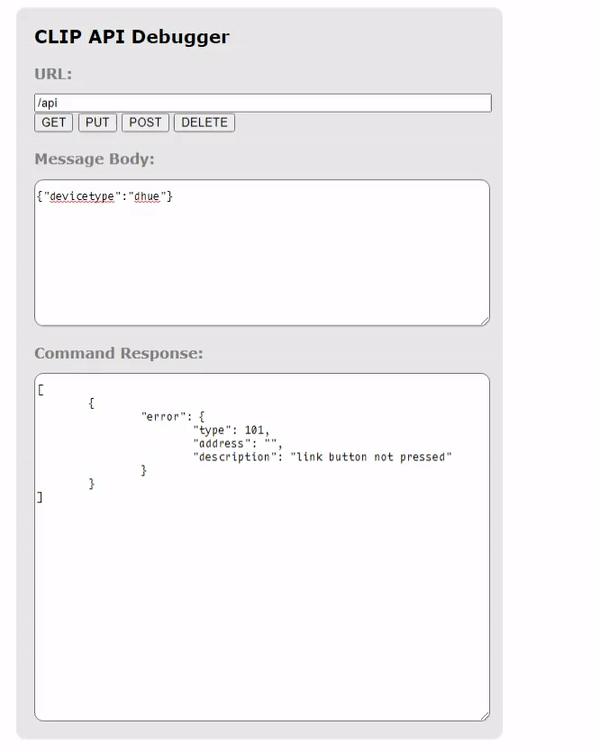 CLIP API Debugger
URL:
/api
GET PUT POST DELETE
Message Body:
{"devicetype":"dhue"}
Command Response:
[
{
"error": {
"type": 101,
"address": "",
"description": "link button not pressed"
}
}
]